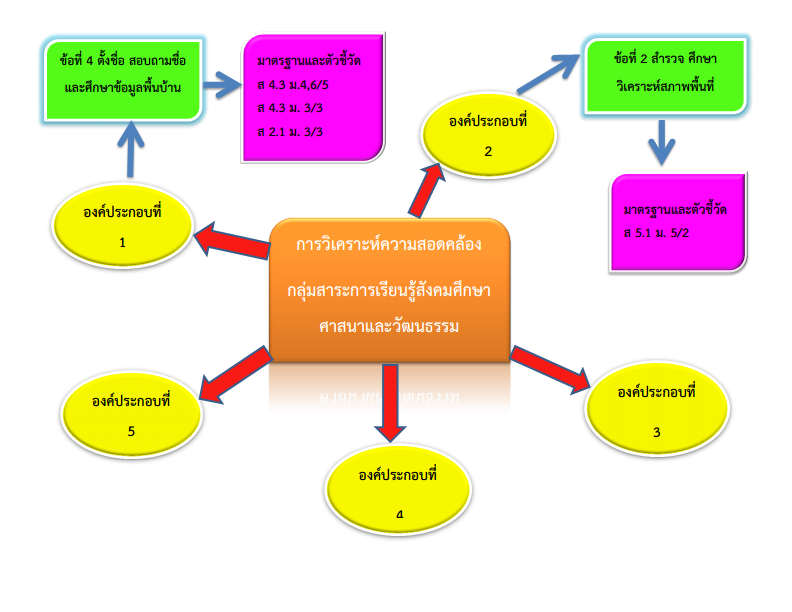 ข้อที่ 4 ตั้งชื่อ สอบถามชื่อ
และศึกษาข้อมูลพื้นบ้าน
มาตรฐานและตัวชี้วัด
ส 4.3 ม.4,6/5
ส 4.3 ม. 3/3
ส 2.1 ม. 3/3
องค์ประกอบที่
2
ข้อที่ 2 สำรวจ ศึกษา
วิเคราะห์สภาพพื้นที่
มาตรฐานและตัวชี้วัด
ส 5.1 ม. 5/2
องค์ประกอบที่
1
การวิเคราะห์ความสอดคล้อง
กลุ่มสาระการเรียนรู้สังคมศึกษา
ศาสนาและวัฒนธรรม
องค์ประกอบที่
5
องค์ประกอบที่
3
องค์ประกอบที่
4